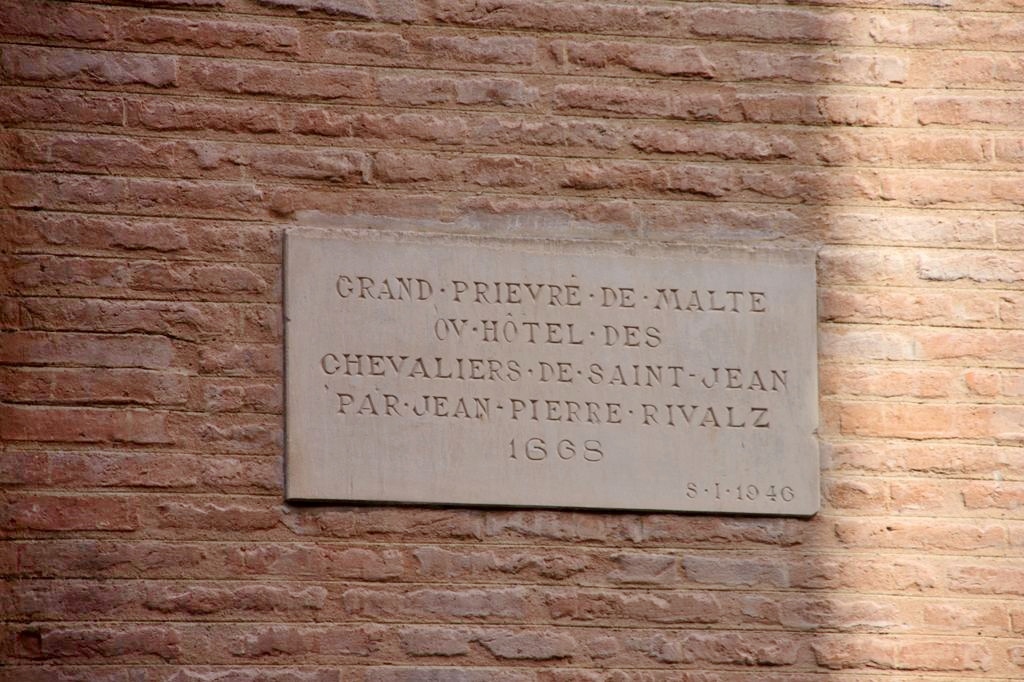 GRAND·PRIEVRÉ·DE·MALTE
OV·HÔTEL·DES
CHEVALIERS·DE·SAINT-JEAN
PAR·JEAN-PIERRE·RIVALZ
1668
S·I·1946